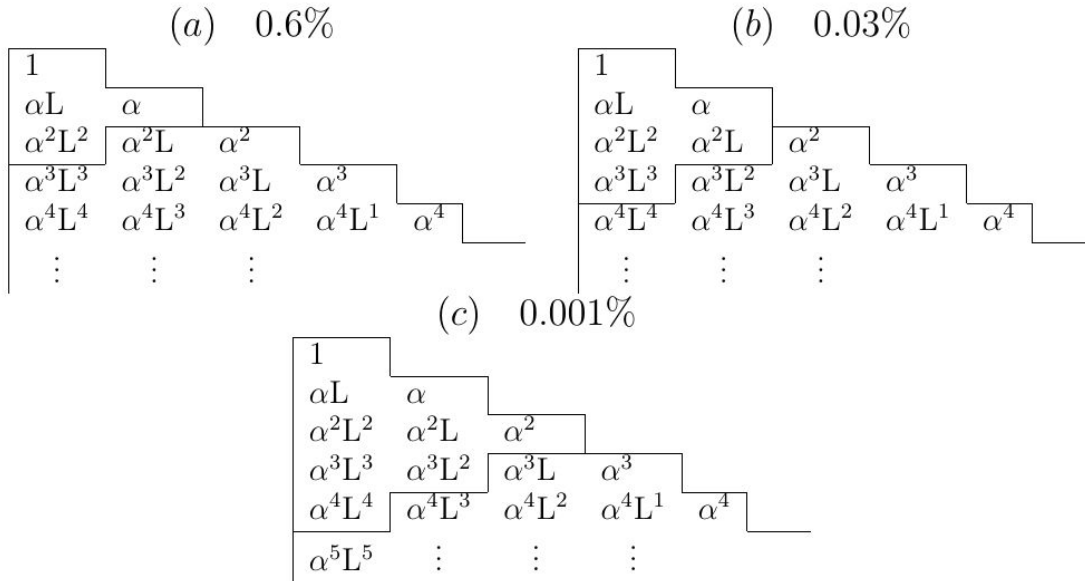 (a) 0.6%
1
αL α
α²L² α²L α²
α³L³ α³L² α³L α³
α⁴L⁴ α⁴L³ α⁴L² α⁴L¹ α⁴
⋮ ⋮ ⋮
(b) 0.03%
1
αL α
α²L² α²L α²
α³L³ α³L² α³L α³
α⁴L⁴ α⁴L³ α⁴L² α⁴L¹ α⁴
⋮ ⋮ ⋮
(c) 0.001%
1
αL α
α²L² α²L α²
α³L³ α³L² α³L α³
α⁴L⁴ α⁴L³ α⁴L² α⁴L¹ α⁴
α⁵L⁵ ⋮ ⋮ ⋮